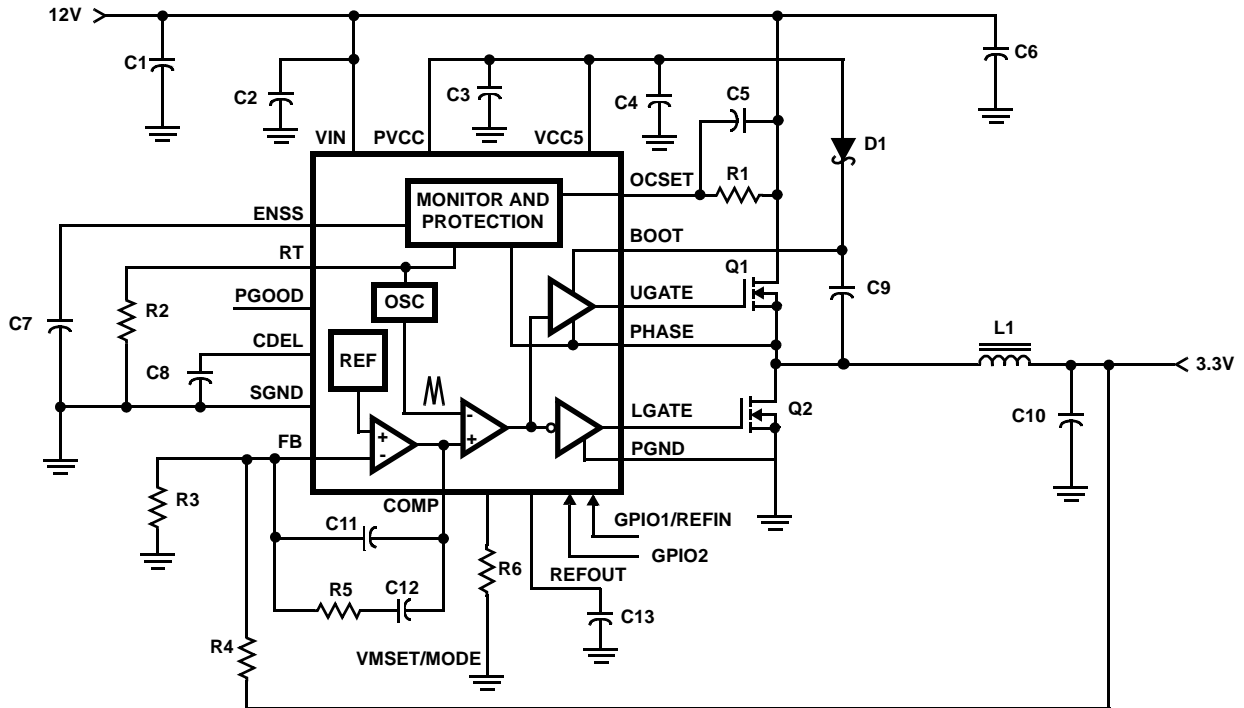 12V
C1
C2
C3
C4
C5
C6
VIN
PVCC
VCC5
D1
OCSET
R1
MONITOR AND
PROTECTION
ENSS
RT
BOOT
Q1
C9
UGATE
R2
PGOOD
OSC
C7
L1
PHASE
CDEL
REF
3.3V
C8
SGND
LGATE
Q2
C10
+
-
-
+
FB
PGND
R3
COMP
GPIO1/REFIN
C11
GPIO2
R6
REFOUT
R5
C12
C13
R4
VMSET/MODE